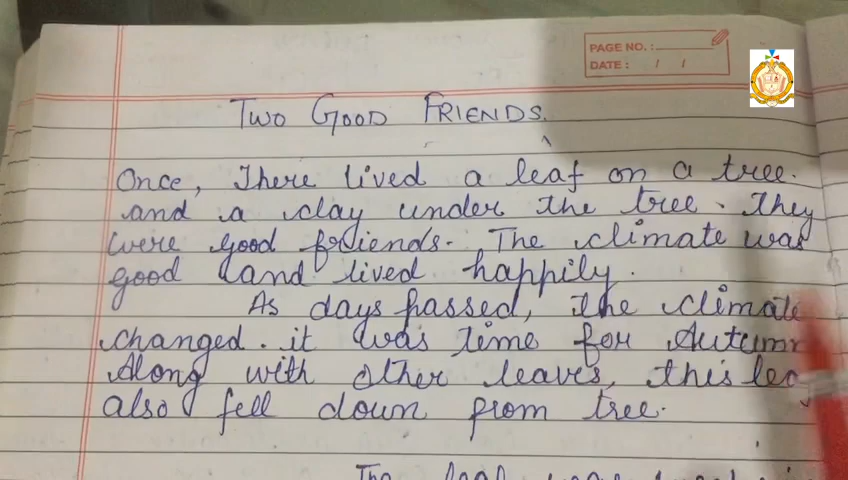 PAGE NO. :
DATE : / /
TWO GOOD FRIENDS.
Once, There lived a leaf on a tree.
and a clay under the tree. They
were good friends. The climate was
good and lived happily.
As days passed, the climate
changed. it was time for Autumn
Along with other leaves, this
also fell down from tree.
The leaf